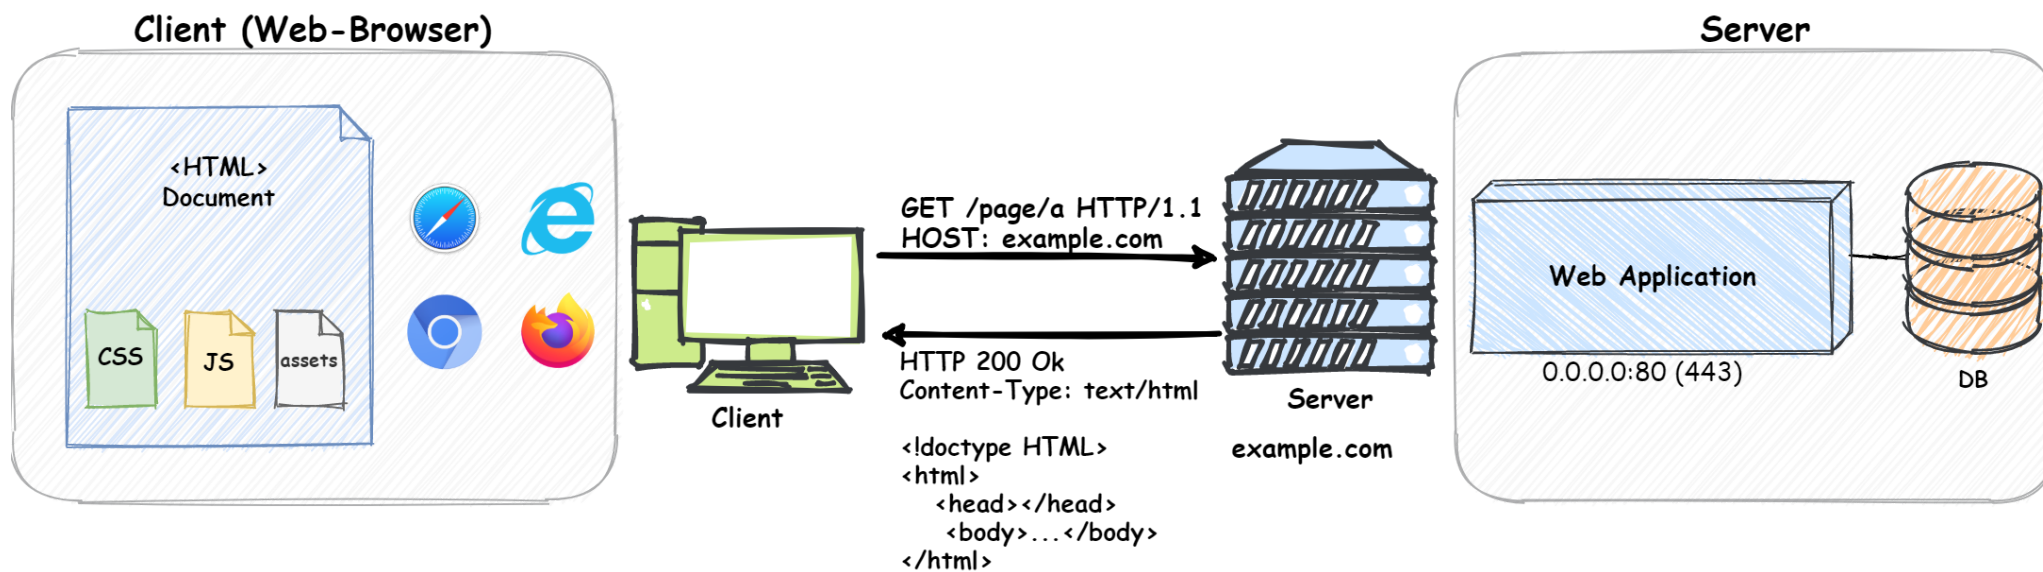 Client (Web-Browser)
<HTML>
Document
CSS
JS
assets
Client
GET /page/a HTTP/1.1
HOST: example.com
HTTP 200 Ok
Content-Type: text/html
<!doctype HTML>
<html>
<head></head>
<body>...</body>
</html>
Server
example.com
Server
Web Application
0.0.0.0:80 (443)
DB